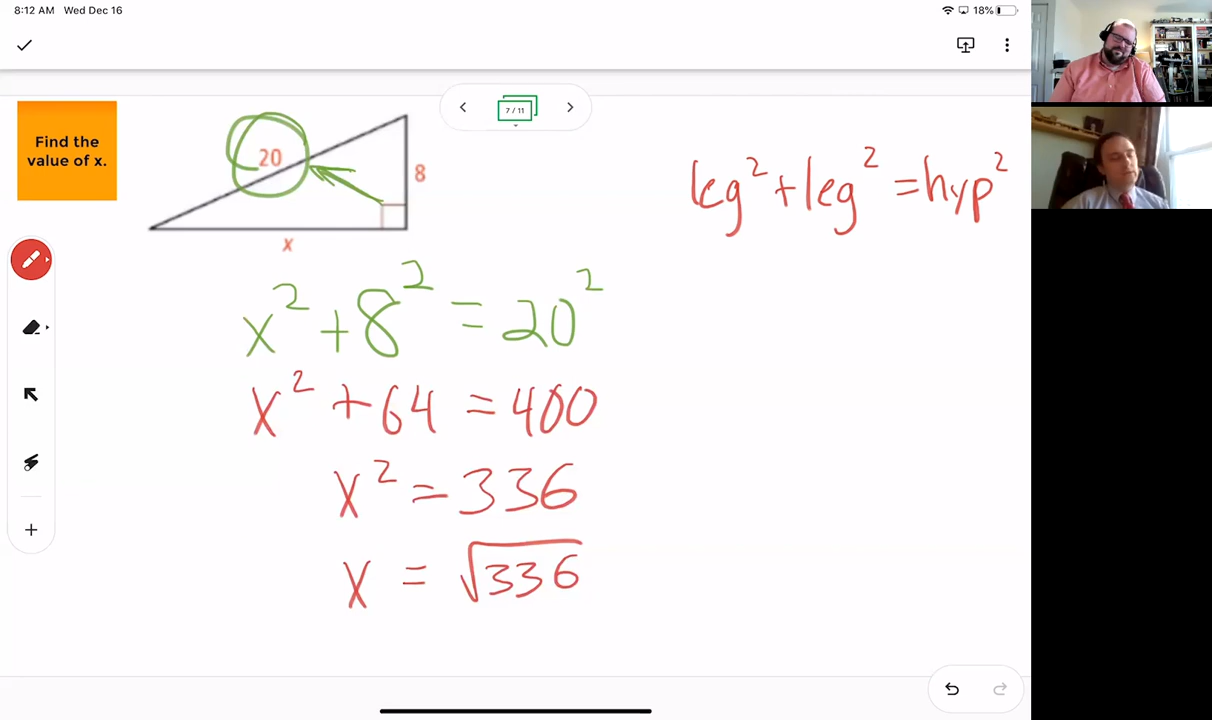 8:12 AM Wed Dec 16
18%
7 / 11
Find the
value of x.
20
8
x
leg² + leg² = hyp²
x² + 8² = 20²
x² + 64 = 400
x² = 336
x = √336